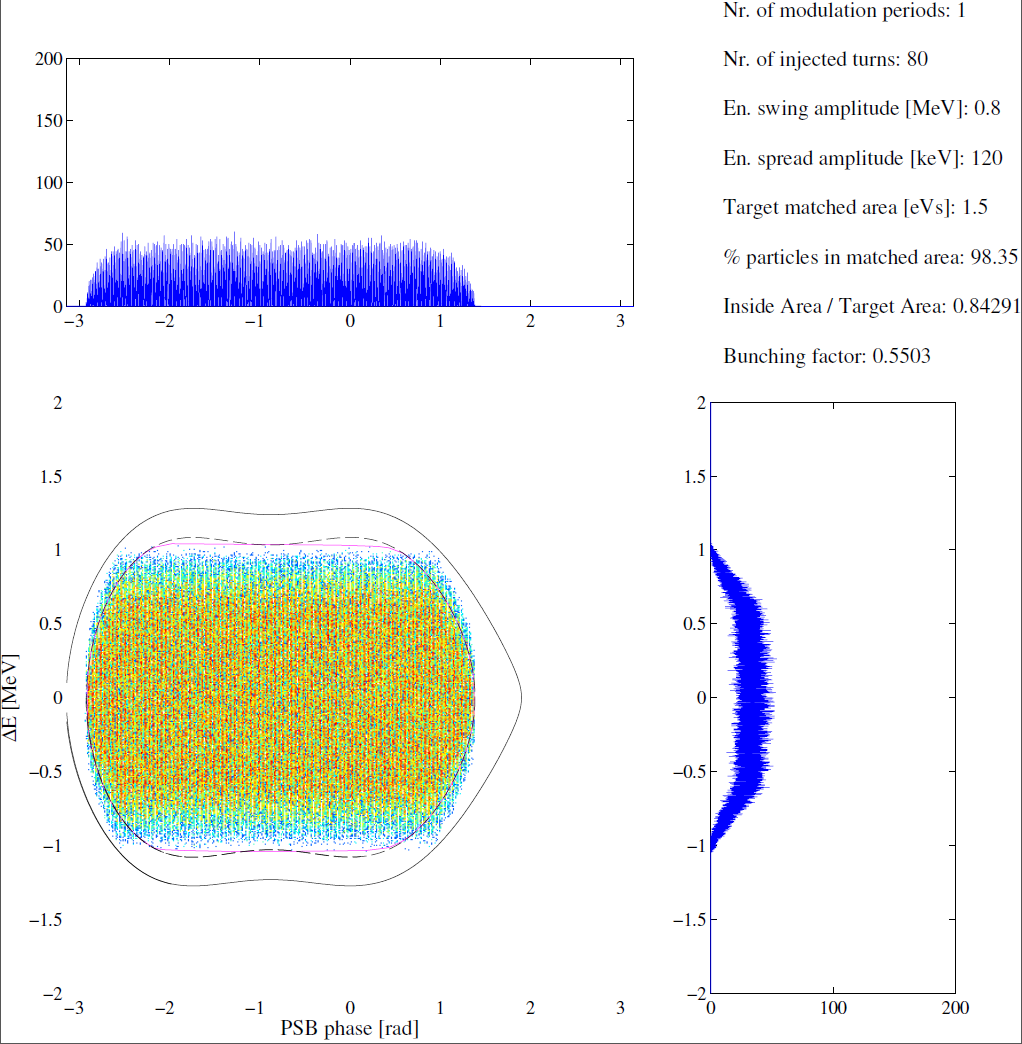 Nr. of modulation periods: 1
Nr. of injected turns: 80
En. swing amplitude [MeV]: 0.8
En. spread amplitude [keV]: 120
Target matched area [eVs]: 1.5
% particles in matched area: 98.35
Inside Area / Target Area: 0.84291
Bunching factor: 0.5503
200
150
100
50
0
−3 −2 −1 0 1 2 3
2
1.5
1
0.5
0
−0.5
−1
−1.5
−2
ΔE [MeV]
−3 −2 −1 0 1 2 3
PSB phase [rad]
2
1.5
1
0.5
0
−0.5
−1
−1.5
−2
0 100 200